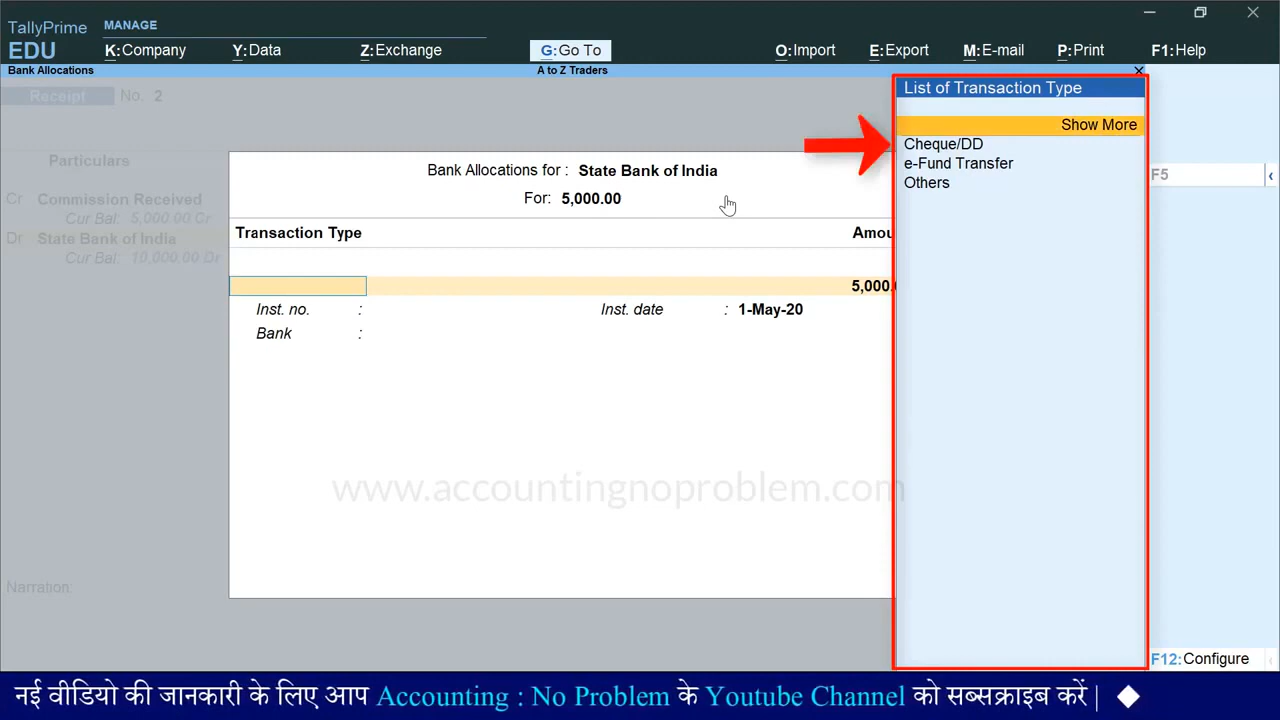 TallyPrime
EDU
MANAGE
K:Company Y:Data Z:Exchange G:Go To O:Import E:Export M:E-mail P:Print F1:Help
Bank Allocations A to Z Traders
Receipt No. 2
Particulars
Cr Commission Received
Cur Bal: 5,000.00 Cr
Dr State Bank of India
Cur Bal: 10,000.00 Dr
Narration:
Bank Allocations for : State Bank of India
For: 5,000.00
Transaction Type Amou
5,000.0
Inst. no. : Inst. date : 1-May-20
Bank :
www.accountingnoproblem.com
List of Transaction Type
Show More
Cheque/DD
e-Fund Transfer
Others
F5
F12:Configure
नई वीडियो की जानकारी के लिए आप Accounting : No Problem के Youtube Channel को सब्सक्राइब करें |